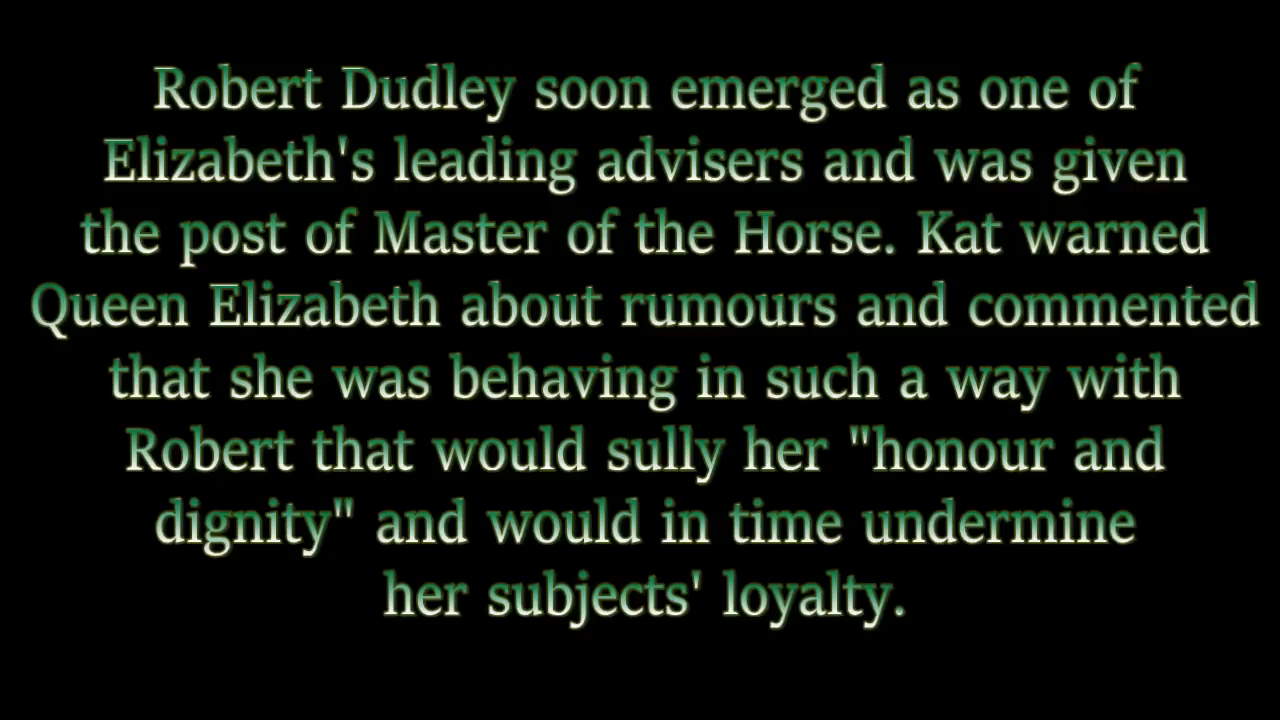 Robert Dudley soon emerged as one of
Elizabeth's leading advisers and was given
the post of Master of the Horse. Kat warned
Queen Elizabeth about rumours and commented
that she was behaving in such a way with
Robert that would sully her "honour and
dignity" and would in time undermine
her subjects' loyalty.